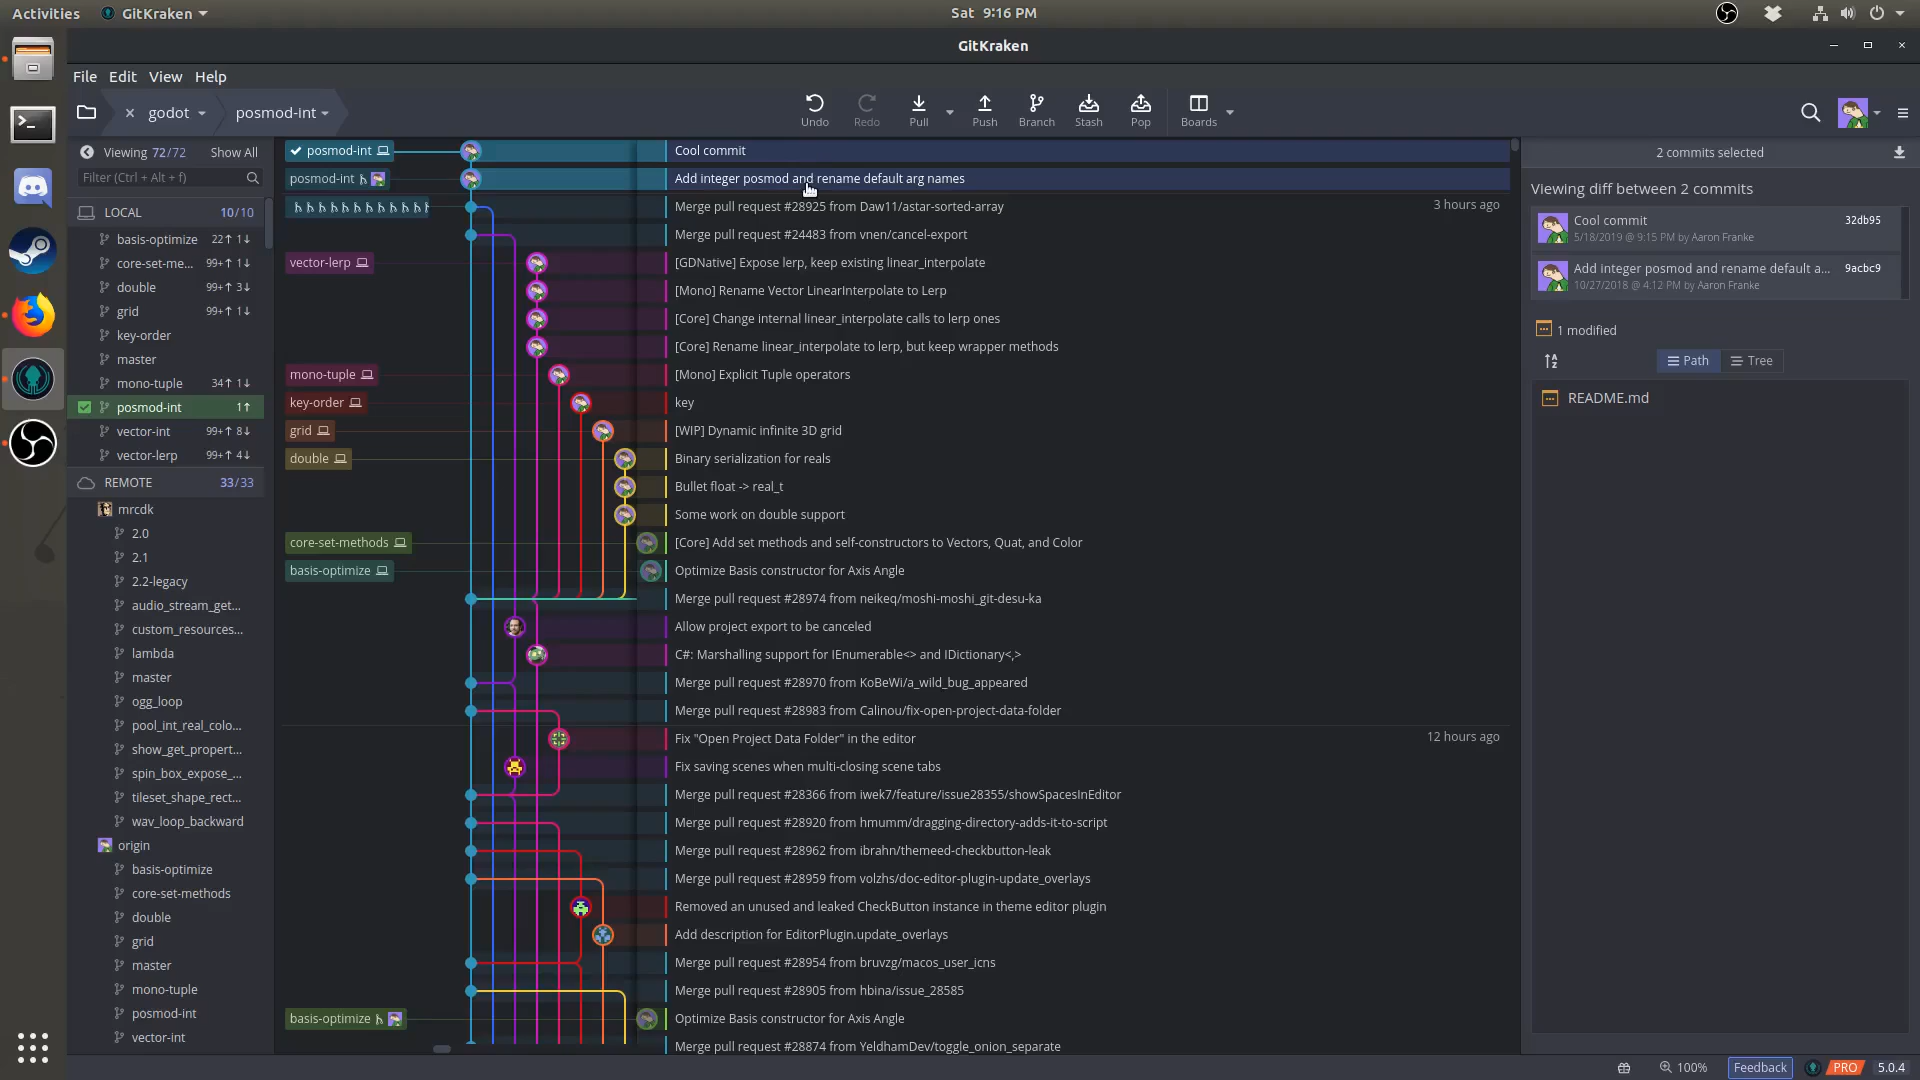 Activities
GitKraken
Sat 9:16 PM
GitKraken
File Edit View Help
godot
posmod-int
Undo
Redo
Pull
Push
Branch
Stash
Pop
Boards
Viewing 72/72 Show All
Filter (Ctrl + Alt + f)
LOCAL 10/10
basis-optimize 22↑ 1↓
core-set-me... 99+↑ 1↓
double 99+↑ 3↓
grid 99+↑ 1↓
key-order
master
mono-tuple 34↑ 1↓
posmod-int 1↑
vector-int 99+↑ 8↓
vector-lerp 99+↑ 4↓
REMOTE 33/33
mrcdk
2.0
2.1
2.2-legacy
audio_stream_get...
custom_resources...
lambda
master
ogg_loop
pool_int_real_colo...
show_get_propert...
spin_box_expose_...
tileset_shape_rect...
wav_loop_backward
origin
basis-optimize
core-set-methods
double
grid
master
mono-tuple
posmod-int
vector-int
posmod-int Cool commit
posmod-int Add integer posmod and rename default arg names
Merge pull request #28925 from Daw11/astar-sorted-array 3 hours ago
Merge pull request #24483 from vnen/cancel-export
vector-lerp [GDNative] Expose lerp, keep existing linear_interpolate
[Mono] Rename Vector LinearInterpolate to Lerp
[Core] Change internal linear_interpolate calls to lerp ones
[Core] Rename linear_interpolate to lerp, but keep wrapper methods
mono-tuple [Mono] Explicit Tuple operators
key-order key
grid [WIP] Dynamic infinite 3D grid
double Binary serialization for reals
Bullet float -> real_t
Some work on double support
core-set-methods [Core] Add set methods and self-constructors to Vectors, Quat, and Color
basis-optimize Optimize Basis constructor for Axis Angle
Merge pull request #28974 from neikeq/moshi-moshi_git-desu-ka
Allow project export to be canceled
C#: Marshalling support for IEnumerable<> and IDictionary<,>
Merge pull request #28970 from KoBeWi/a_wild_bug_appeared
Merge pull request #28983 from Calinou/fix-open-project-data-folder
Fix "Open Project Data Folder" in the editor 12 hours ago
Fix saving scenes when multi-closing scene tabs
Merge pull request #28366 from iwek7/feature/issue28355/showSpacesInEditor
Merge pull request #28920 from hmumm/dragging-directory-adds-it-to-script
Merge pull request #28962 from ibrahn/themeed-checkbutton-leak
Merge pull request #28959 from volzhs/doc-editor-plugin-update_overlays
Removed an unused and leaked CheckButton instance in theme editor plugin
Add description for EditorPlugin.update_overlays
Merge pull request #28954 from bruvzg/macos_user_icns
Merge pull request #28905 from hbina/issue_28585
basis-optimize Optimize Basis constructor for Axis Angle
Merge pull request #28874 from YeldhamDev/toggle_onion_separate
2 commits selected
Viewing diff between 2 commits
Cool commit 32db95
5/18/2019 @ 9:15 PM by Aaron Franke
Add integer posmod and rename default a... 9acbc9
10/27/2018 @ 4:12 PM by Aaron Franke
1 modified
Path Tree
README.md
100% Feedback PRO 5.0.4